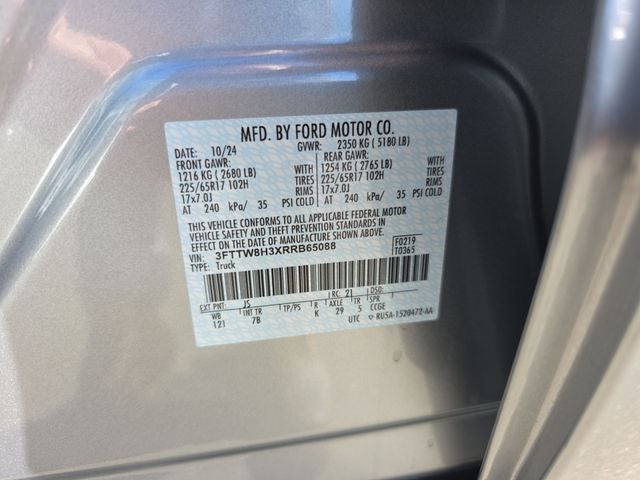 MFD. BY FORD MOTOR CO.
DATE: 10/24 GVWR: 2350 KG ( 5180 LB)
FRONT GAWR: REAR GAWR:
1216 KG ( 2680 LB) WITH 1254 KG ( 2765 LB) WITH
225/65R17 102H TIRES 225/65R17 102H TIRES
17x7.0J RIMS 17x7.0J RIMS
AT 240 kPa/ 35 PSI COLD AT 240 kPa/ 35 PSI COLD
THIS VEHICLE CONFORMS TO ALL APPLICABLE FEDERAL MOTOR
VEHICLE SAFETY AND THEFT PREVENTION STANDARDS IN
EFFECT ON THE DATE OF MANUFACTURE SHOWN ABOVE.
VIN: 3FTTW8H3XRRB65088 F0219
TYPE: Truck T0365
EXT PNT: JS RC: 21 DSO:
WB INT TR TP/PS R AXLE TR SPR
121 7B K 29 5 CCGE
UTC RU5A-1520472-AA